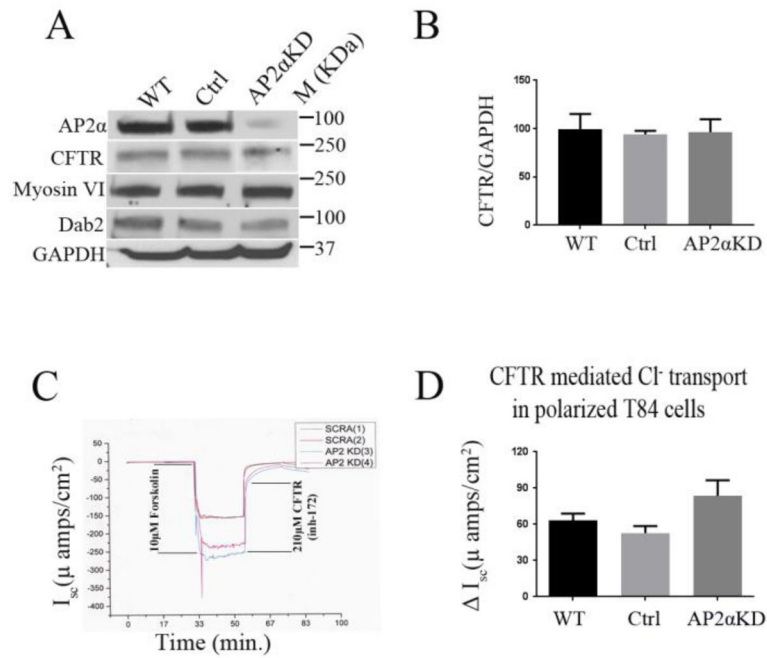 A
WT Ctrl AP2αKD M (KDa)
AP2α 100
CFTR 250
Myosin VI 250
Dab2 100
GAPDH 37
B
CFTR/GAPDH
150
100
50
0
WT Ctrl AP2αKD
C
SCRA(1)
SCRA(2)
AP2 KD(3)
AP2 KD(4)
50
0
-50
-100
-150
-200
-250
-300
-350
-400
10μM Forskolin
210μM CFTR
(inh-172)
Isc(μ amps/cm²)
0 17 33 50 67 83 100
Time (min.)
D
CFTR mediated Cl⁻ transport
in polarized T84 cells
Δ Isc(μ amps/cm²)
120
90
60
30
0
WT Ctrl AP2αKD